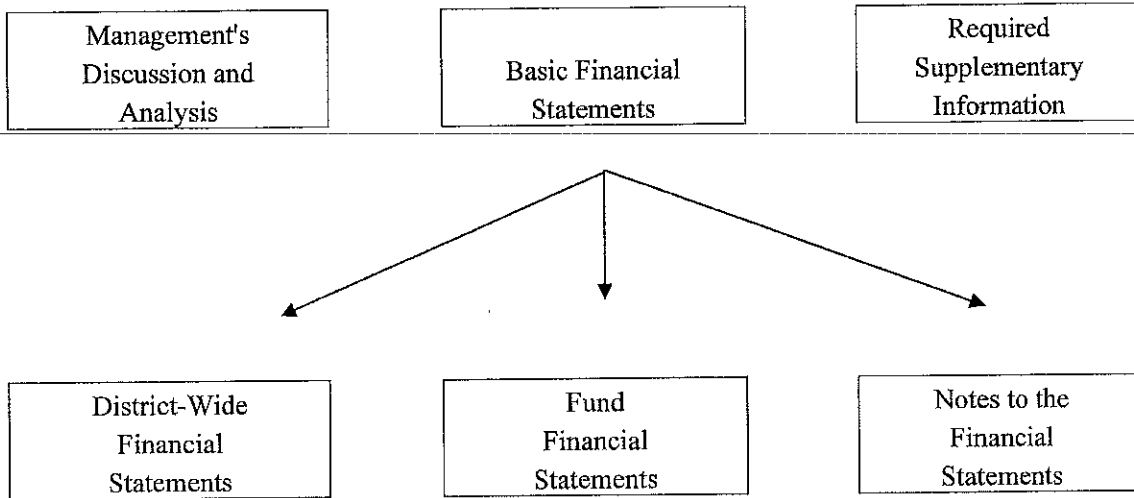 Management's
Discussion and
Analysis
Basic Financial
Statements
Required
Supplementary
Information
District-Wide
Financial
Statements
Fund
Financial
Statements
Notes to the
Financial
Statements